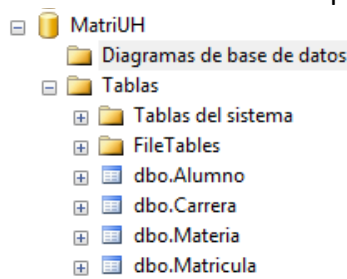 MatriUH
Diagramas de base de datos
Tablas
Tablas del sistema
FileTables
dbo.Alumno
dbo.Carrera
dbo.Materia
dbo.Matricula